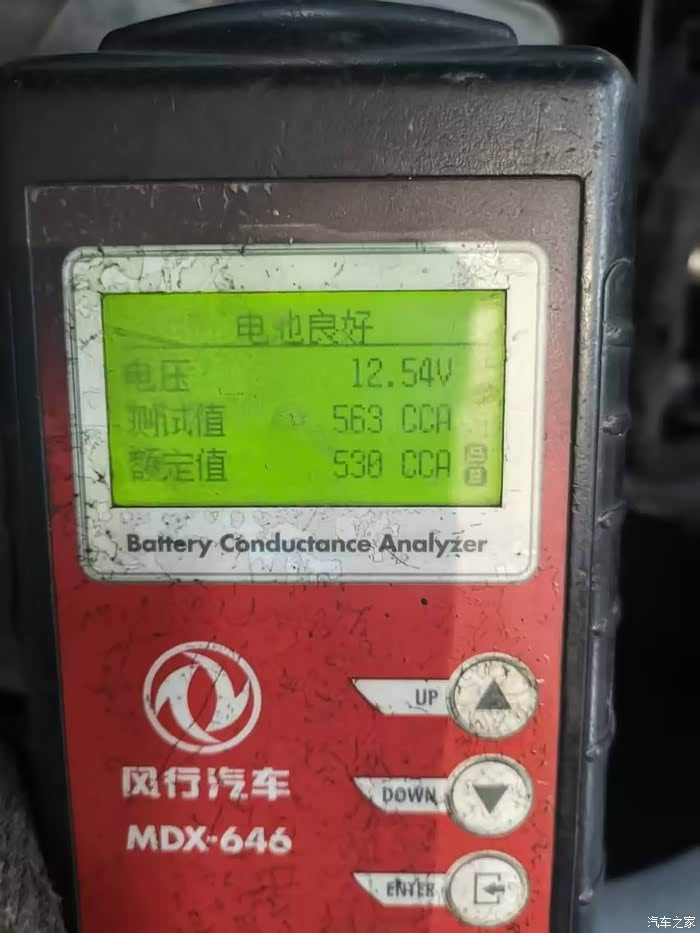 电池良好
电压 12.54V
测试值 563 CCA
额定值 530 CCA
Battery Conductance Analyzer
UP
风行汽车
DOWN
MDX-646
ENTER
汽车之家